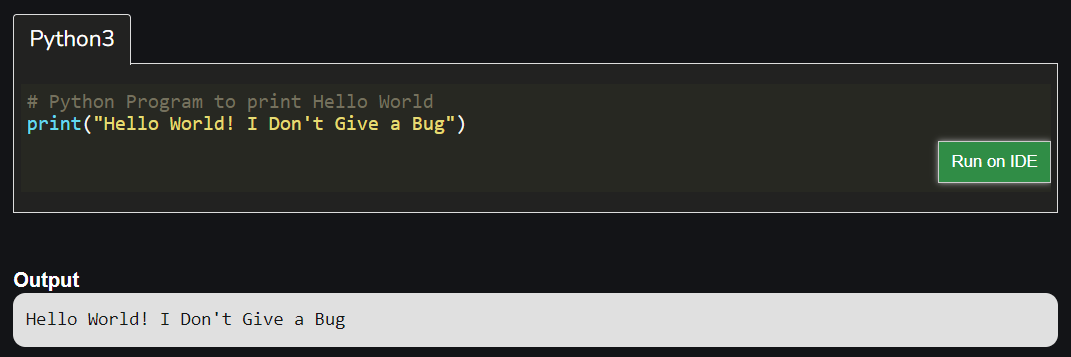 Python3
# Python Program to print Hello World
print("Hello World! I Don't Give a Bug")
Run on IDE
Output
Hello World! I Don't Give a Bug